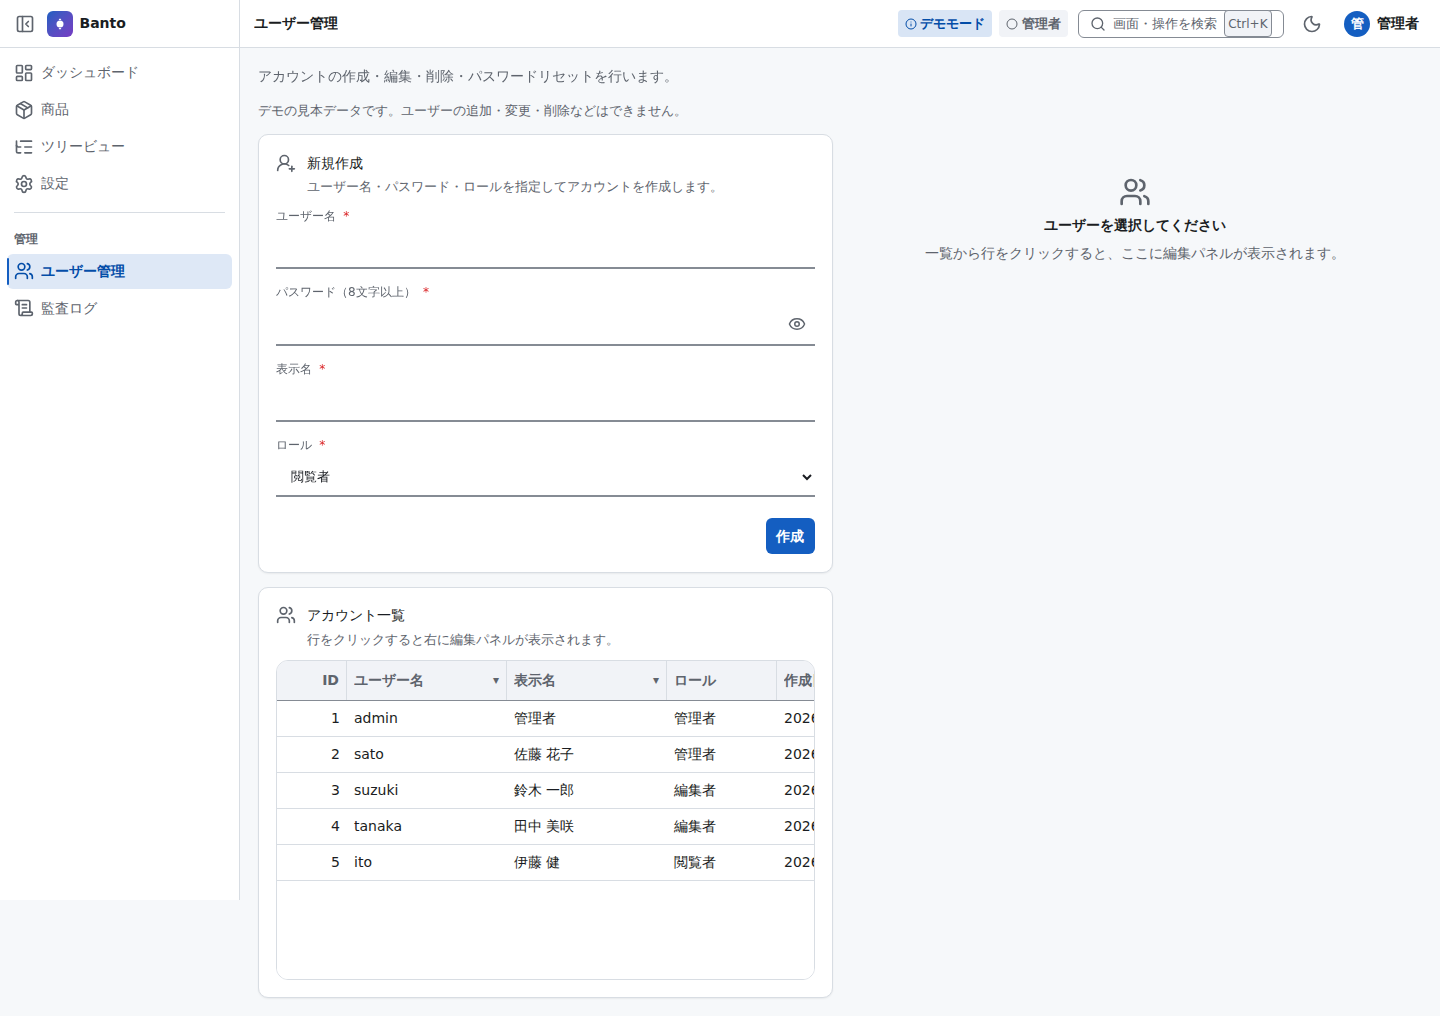 Banto
ユーザー管理
デモモード
管理者
画面・操作を検索
Ctrl+K
管
管理者
ダッシュボード
商品
ツリービュー
設定
管理
ユーザー管理
監査ログ
アカウントの作成・編集・削除・パスワードリセットを行います。
デモの見本データです。ユーザーの追加・変更・削除などはできません。
新規作成
ユーザー名・パスワード・ロールを指定してアカウントを作成します。
ユーザー名 *
パスワード（8文字以上） *
表示名 *
ロール *
閲覧者
作成
ユーザーを選択してください
一覧から行をクリックすると、ここに編集パネルが表示されます。
アカウント一覧
行をクリックすると右に編集パネルが表示されます。
ID ユーザー名 ▼ 表示名 ▼ ロール 作成
1 admin 管理者 管理者 2026
2 sato 佐藤 花子 管理者 2026
3 suzuki 鈴木 一郎 編集者 2026
4 tanaka 田中 美咲 編集者 2026
5 ito 伊藤 健 閲覧者 2026